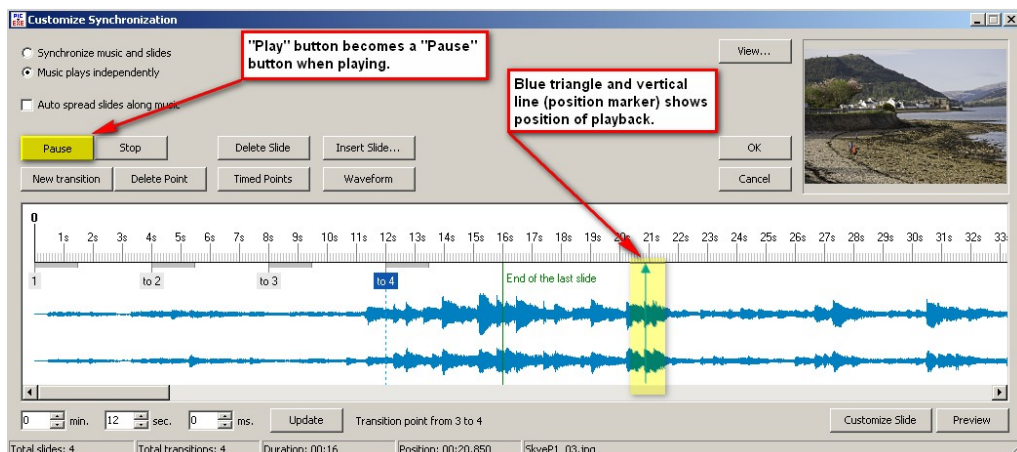 PIC EXE Customize Synchronization
Synchronize music and slides
Music plays independently
Auto spread slides along music
"Play" button becomes a "Pause"
button when playing.
Blue triangle and vertical
line (position marker) shows
position of playback.
View...
Pause Stop Delete Slide Insert Slide... OK
New transition Delete Point Timed Points Waveform Cancel
0
1s 2s 3s 4s 5s 6s 7s 8s 9s 10s 11s 12s 13s 14s 15s 16s 17s 18s 19s 20s 21s 22s 23s 24s 25s 26s 27s 28s 29s 30s 31s 32s 33s
1 to 2 to 3 to 4 End of the last slide
0 min. 12 sec. 0 ms. Update Transition point from 3 to 4 Customize Slide Preview
Total slides: 4 Total transitions: 4 Duration: 00:16 Position: 00:20.850 SkyeP1_03.jpg